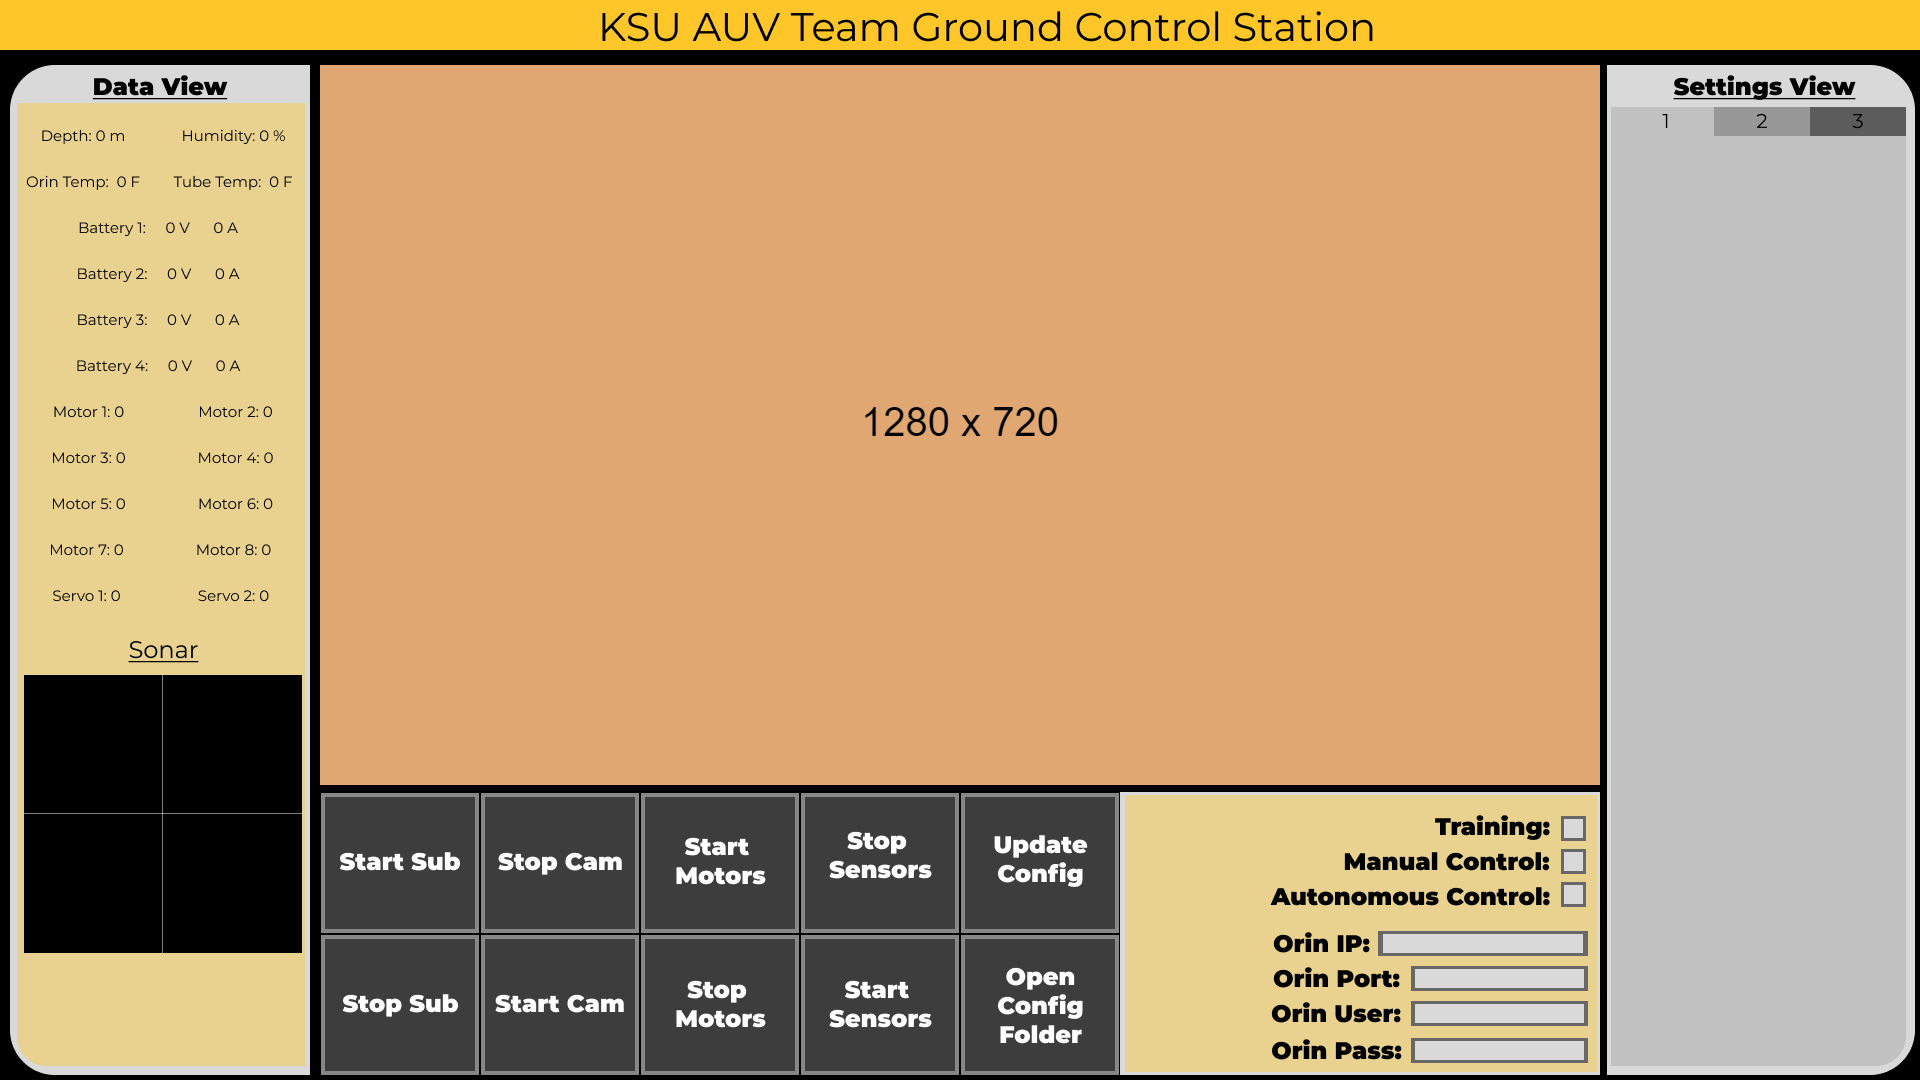 KSU AUV Team Ground Control Station
Data View
Depth: 0 m Humidity: 0 %
Orin Temp: 0 F Tube Temp: 0 F
Battery 1: 0 V 0 A
Battery 2: 0 V 0 A
Battery 3: 0 V 0 A
Battery 4: 0 V 0 A
Motor 1: 0 Motor 2: 0
Motor 3: 0 Motor 4: 0
Motor 5: 0 Motor 6: 0
Motor 7: 0 Motor 8: 0
Servo 1: 0 Servo 2: 0
Sonar
1280 x 720
Start Sub
Stop Cam
Start
Motors
Stop
Sensors
Update
Config
Stop Sub
Start Cam
Stop
Motors
Start
Sensors
Open
Config
Folder
Training:
Manual Control:
Autonomous Control:
Orin IP:
Orin Port:
Orin User:
Orin Pass:
Settings View
1 2 3